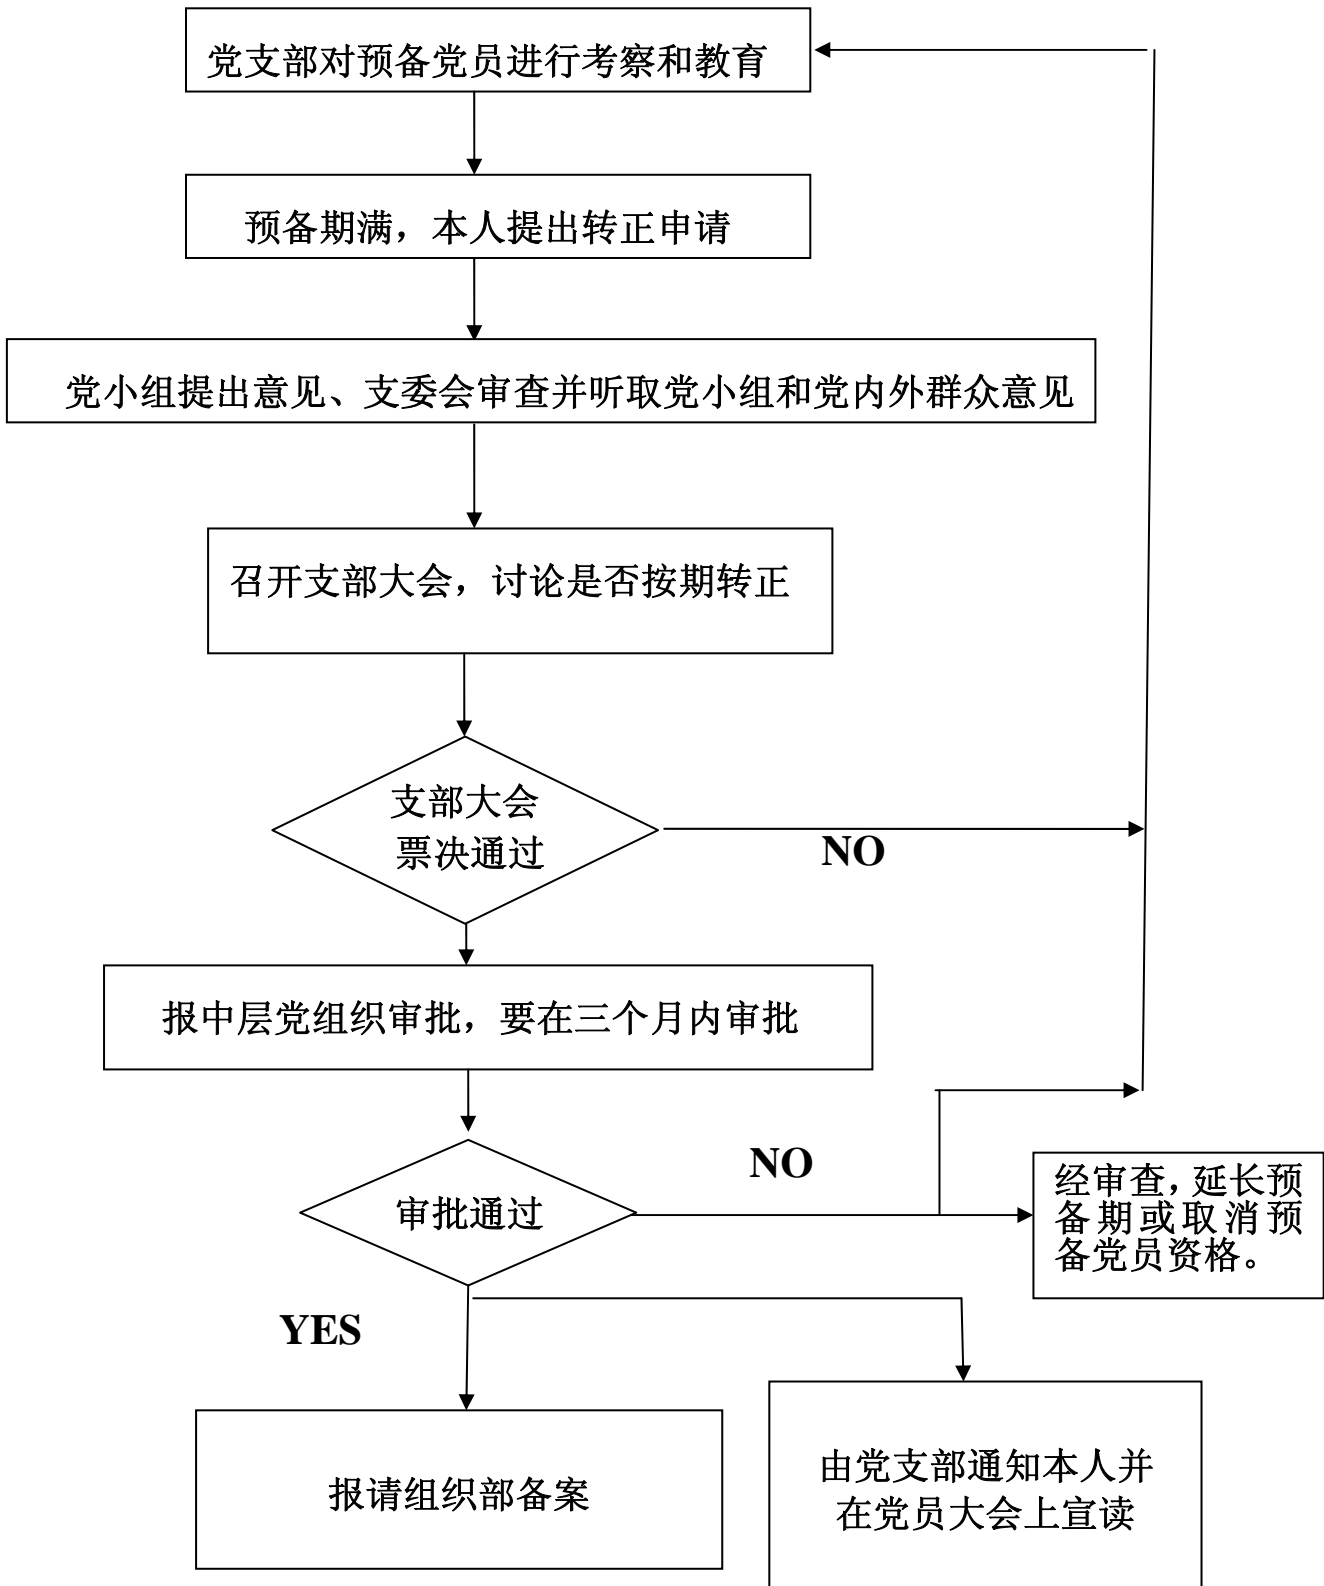 党支部对预备党员进行考察和教育
预备期满，本人提出转正申请
党小组提出意见、支委会审查并听取党小组和党内外群众意见
召开支部大会，讨论是否按期转正
支部大会
票决通过
NO
报中层党组织审批，要在三个月内审批
NO
审批通过
经审查，延长预
备期或取消预
备党员资格。
YES
报请组织部备案
由党支部通知本人并
在党员大会上宣读